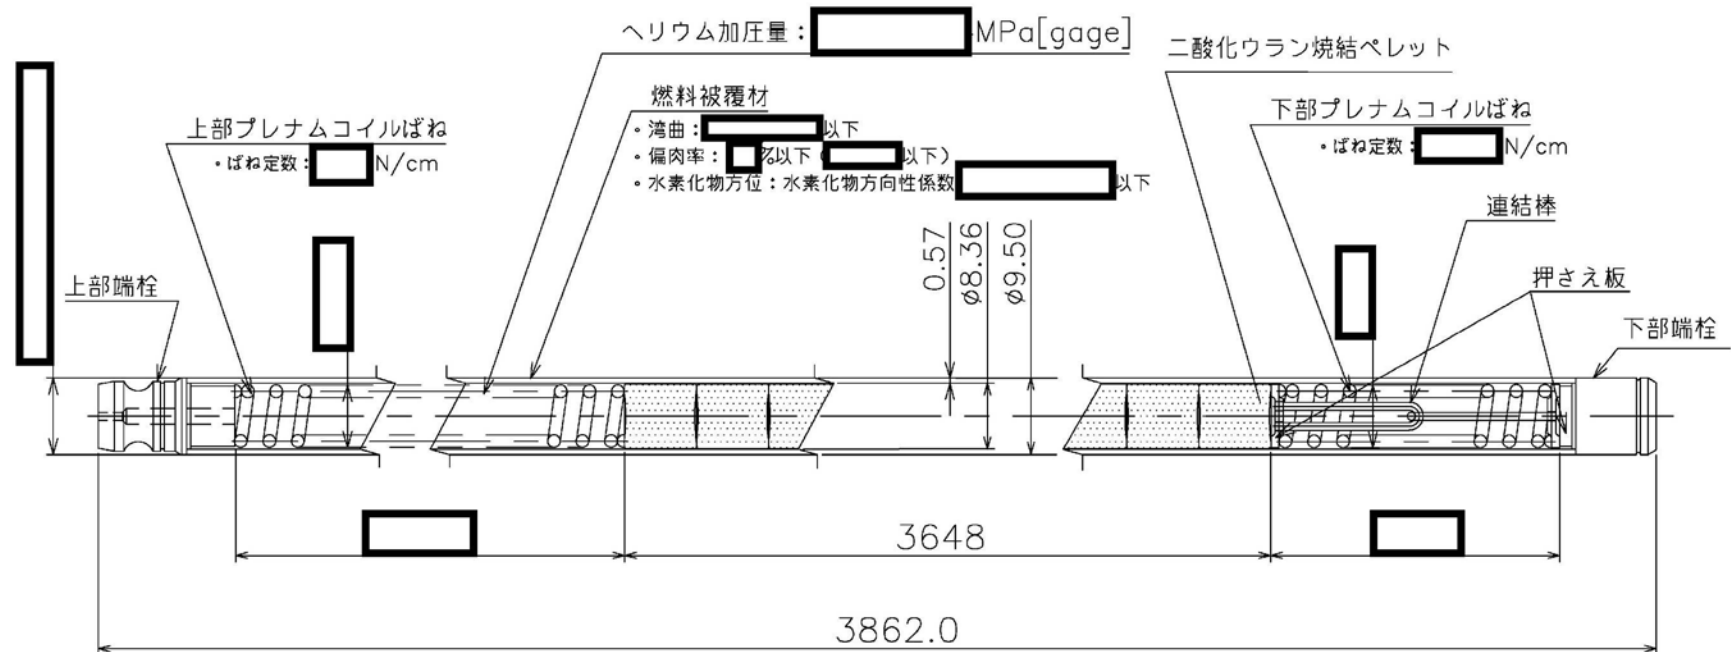 ヘリウム加圧量：MPa[gage]
二酸化ウラン焼結ペレット
燃料被覆材
・湾曲：以下
・偏肉率：%以下（以下）
・水素化物方位：水素化物方向性係数以下
上部プレナムコイルばね
・ばね定数：N/cm
下部プレナムコイルばね
・ばね定数：N/cm
連結棒
押さえ板
上部端栓
下部端栓
0.57
φ8.36
φ9.50
3648
3862.0